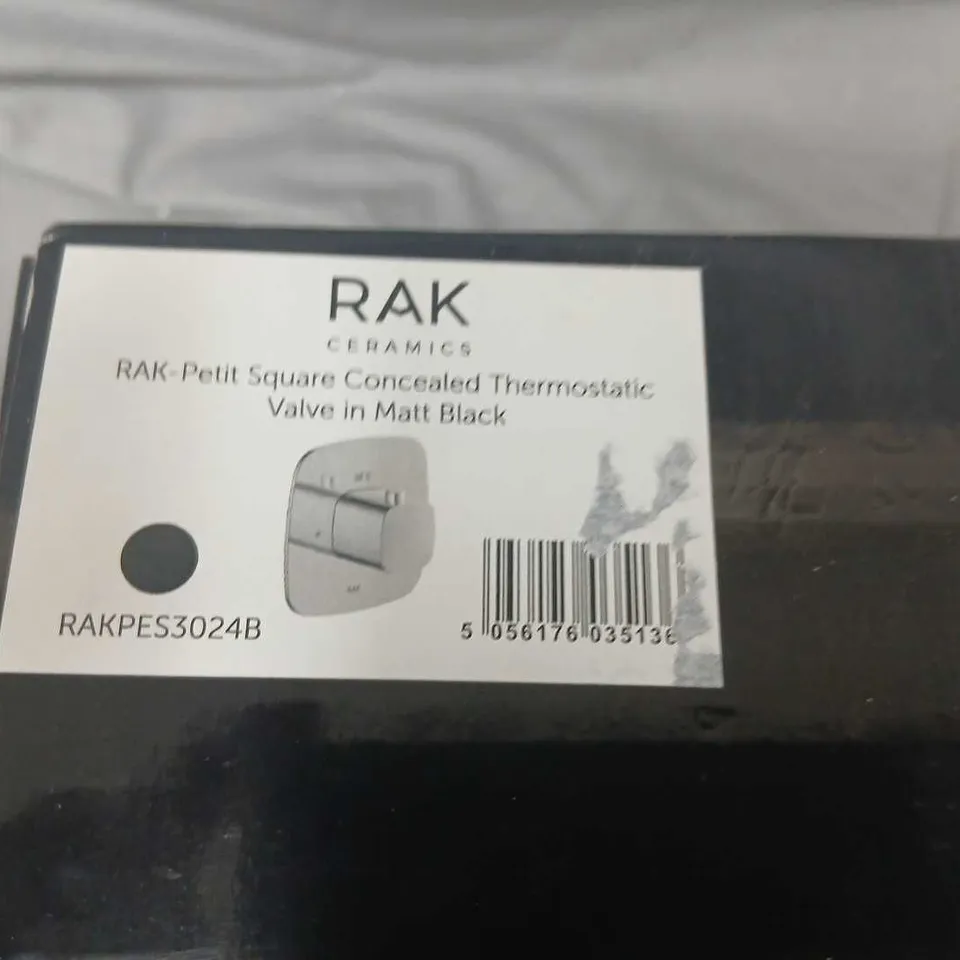 RAK
CERAMICS
RAK-Petit Square Concealed Thermostatic
Valve in Matt Black
RAKPES3024B
5 056176 035136